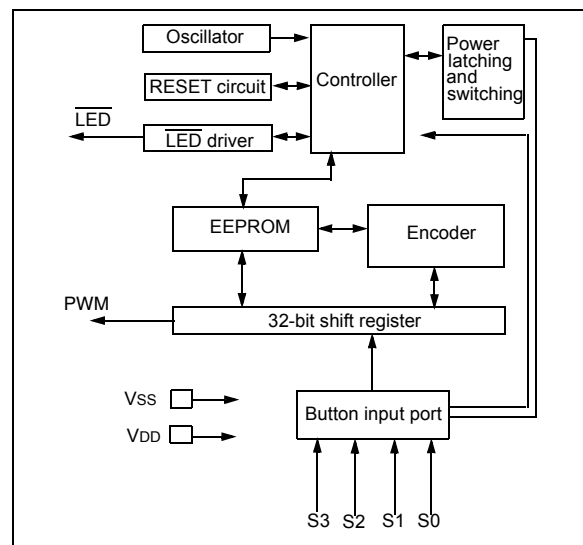 Oscillator
RESET circuit
LED
LED driver
Controller
Power
latching
and
switching
EEPROM
Encoder
PWM
32-bit shift register
VSS
VDD
Button input port
S3 S2 S1 S0